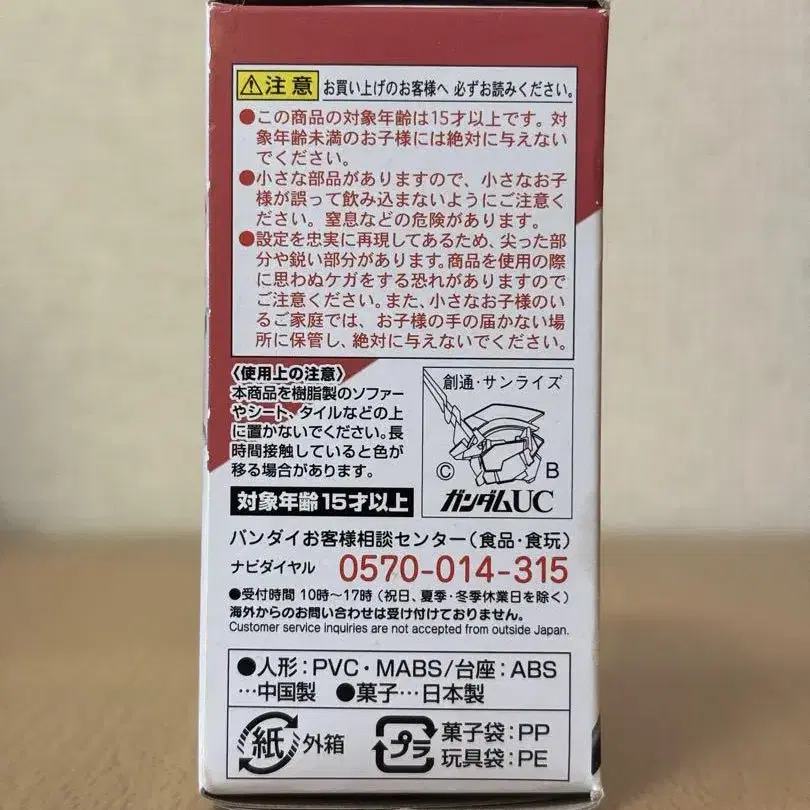 ⚠注意 お買い上げのお客様へ 必ずお読みください。
●この商品の対象年齢は15才以上です。対
象年齢未満のお子様には絶対に与えない
でください。
●小さな部品がありますので、小さなお子
様が誤って飲み込まないようにご注意く
ださい。窒息などの危険があります。
●設定を忠実に再現してあるため、尖った部
分や鋭い部分があります。商品を使用の際
に思わぬケガをする恐れがありますので
ご注意ください。また、小さなお子様のい
るご家庭では、お子様の手の届かない場
所に保管し、絶対に与えないでください。
〈使用上の注意〉
本商品を樹脂製のソファー
やシート、タイルなどの上
に置かないでください。長
時間接触していると色が
移る場合があります。
対象年齢15才以上
創通・サンライズ
© B
ガンダムUC
バンダイお客様相談センター(食品・食玩)
ナビダイヤル 0570-014-315
●受付時間 10時〜17時(祝日、夏季・冬季休業日を除く)
海外からのお問い合わせは受け付けておりません。
Customer service inquiries are not accepted from outside Japan.
●人形:PVC・MABS/台座:ABS
…中国製 ●菓子…日本製
紙 外箱
プラ 菓子袋:PP
玩具袋:PE